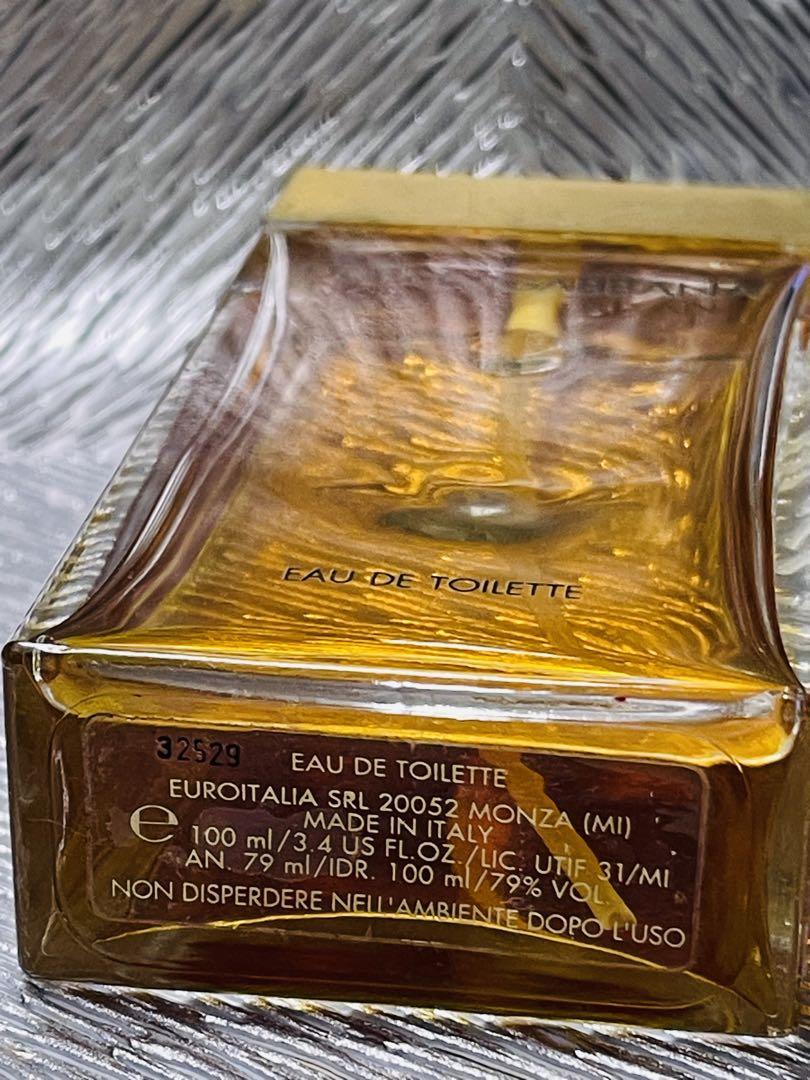 EAU DE TOILETTE
32529
EAU DE TOILETTE
EUROITALIA SRL 20052 MONZA (MI)
MADE IN ITALY
e 100 ml/3.4 US FL.OZ./LIC. UTIF 31/MI
AN. 79 ml/IDR. 100 ml/79% VOL
NON DISPERDERE NELL'AMBIENTE DOPO L'USO